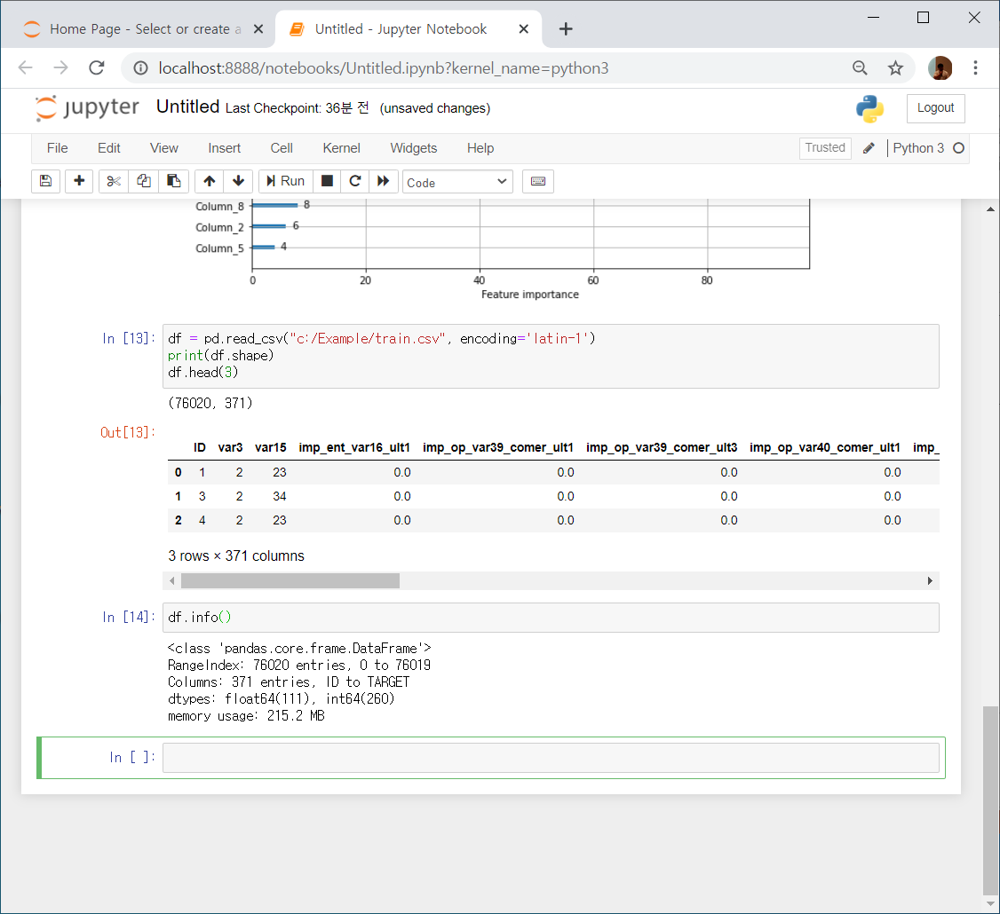 Home Page - Select or create a
Untitled - Jupyter Notebook
localhost:8888/notebooks/Untitled.ipynb?kernel_name=python3
jupyter Untitled Last Checkpoint: 36분 전 (unsaved changes)
Logout
File Edit View Insert Cell Kernel Widgets Help
Trusted
Python 3
Run
Code
Column_8 8
Column_2 6
Column_5 4
0 20 40 60 80
Feature importance
In [13]:
df = pd.read_csv("c:/Example/train.csv", encoding='latin-1')
print(df.shape)
df.head(3)
(76020, 371)
Out[13]:
ID var3 var15 imp_ent_var16_ult1 imp_op_var39_comer_ult1 imp_op_var39_comer_ult3 imp_op_var40_comer_ult1 imp_
0 1 2 23 0.0 0.0 0.0 0.0
1 3 2 34 0.0 0.0 0.0 0.0
2 4 2 23 0.0 0.0 0.0 0.0
3 rows × 371 columns
In [14]:
df.info()
<class 'pandas.core.frame.DataFrame'>
RangeIndex: 76020 entries, 0 to 76019
Columns: 371 entries, ID to TARGET
dtypes: float64(111), int64(260)
memory usage: 215.2 MB
In [ ]: